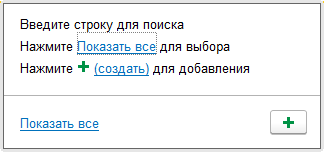 Введите строку для поиска
Нажмите Показать все для выбора
Нажмите + (создать) для добавления
Показать все